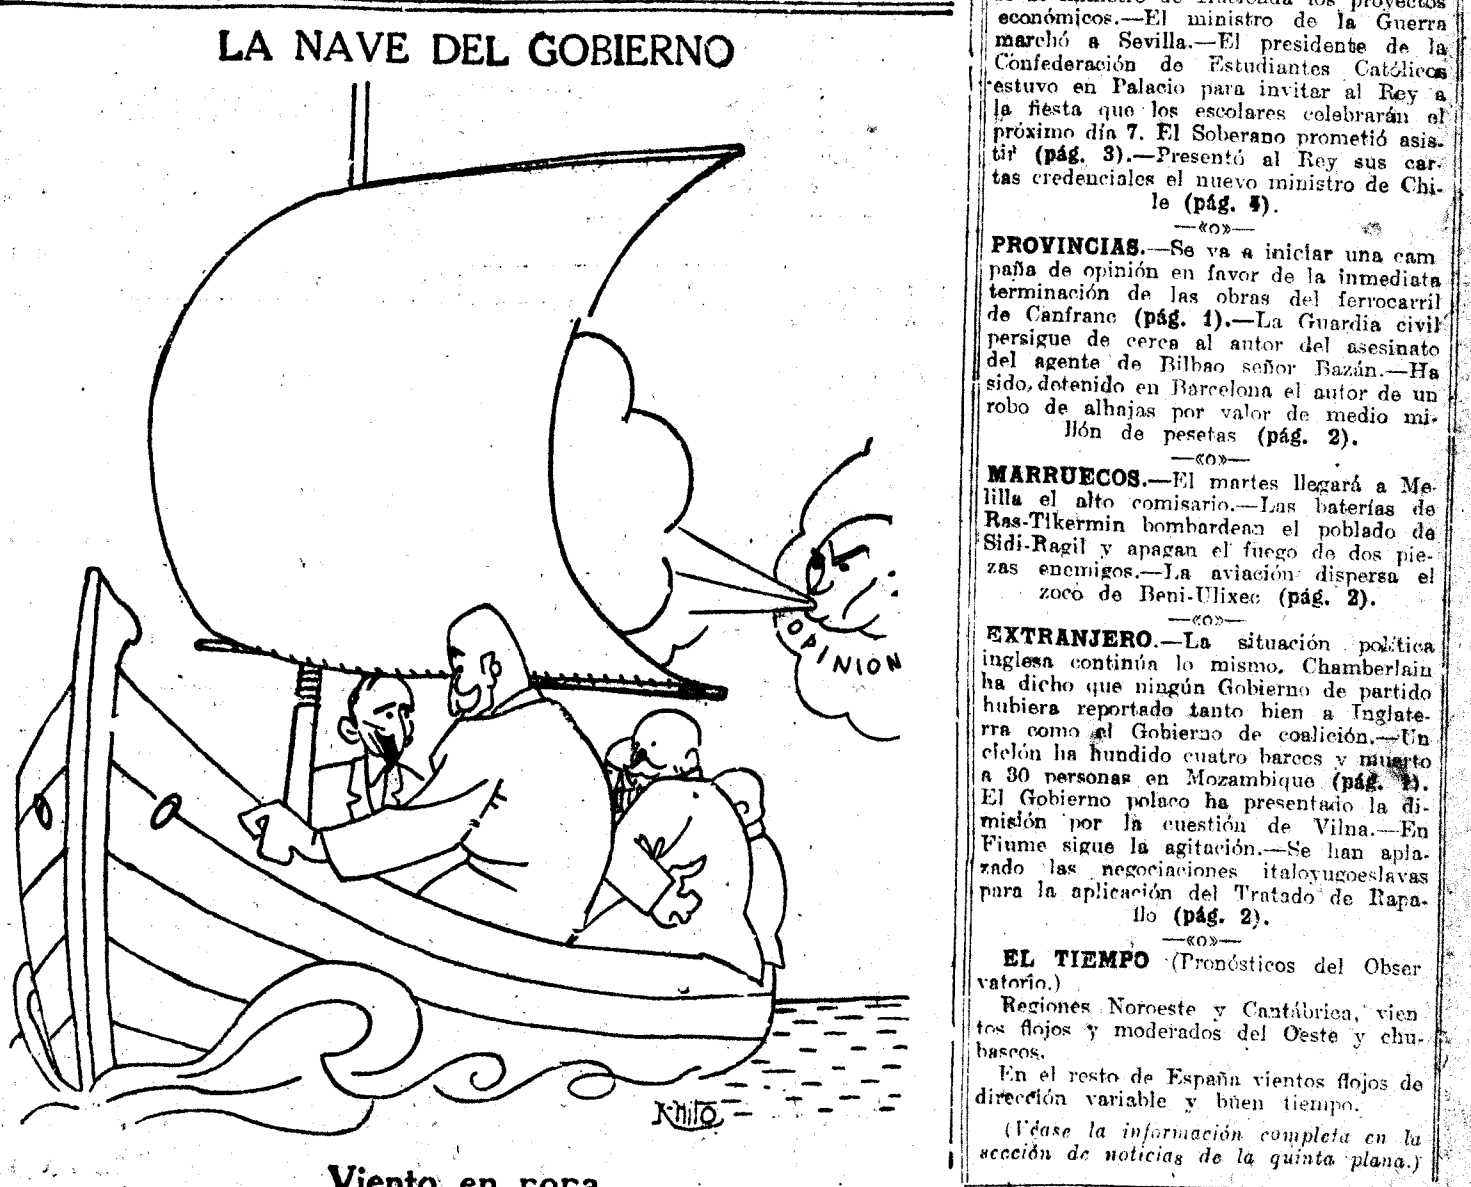 LA NAVE DEL GOBIERNO
OPINION
K-HITO
Viento en popa
económicos.—El ministro de la Guerra
marchó a Sevilla.—El presidente de la
Confederación de Estudiantes Católicos
estuvo en Palacio para invitar al Rey a
la fiesta que los escolares celebrarán el
próximo día 7. El Soberano prometió asis-
tir (pág. 3).—Presentó al Rey sus car-
tas credenciales el nuevo ministro de Chi-
le (pág. 4).
—«o»—
PROVINCIAS.—Se va a iniciar una cam
paña de opinión en favor de la inmediata
terminación de las obras del ferrocarril
de Canfranc (pág. 1).—La Guardia civil
persigue de cerca al autor del asesinato
del agente de Bilbao señor Bazán.—Ha
sido detenido en Barcelona el autor de un
robo de alhajas por valor de medio mi-
llón de pesetas (pág. 2).
—«o»—
MARRUECOS.—El martes llegará a Me-
lilla el alto comisario.—Las baterías de
Ras-Tikermin bombardean el poblado de
Sidi-Ragil y apagan el fuego de dos pie-
zas enemigos.—La aviación dispersa el
zoco de Beni-Ulixec (pág. 2).
—«o»—
EXTRANJERO.—La situación política
inglesa continúa lo mismo. Chamberlain
ha dicho que ningún Gobierno de partido
hubiera reportado tanto bien a Inglate-
rra como el Gobierno de coalición.—Un
ciclón ha hundido cuatro barcos y muerto
a 30 personas en Mozambique (pág. 1).
El Gobierno polaco ha presentado la di-
misión por la cuestión de Vilna.—En
Fiume sigue la agitación.—Se han apla-
zado las negociaciones italoyugoeslavas
para la aplicación del Tratado de Rapa-
llo (pág. 2).
—«o»—
EL TIEMPO (Pronósticos del Obser
vatorio.)
Regiones Noroeste y Cantábrica, vien
tos flojos y moderados del Oeste y chu-
bascos.
En el resto de España vientos flojos de
dirección variable y buen tiempo.
(Véase la información completa en la
sección de noticias de la quinta plana.)